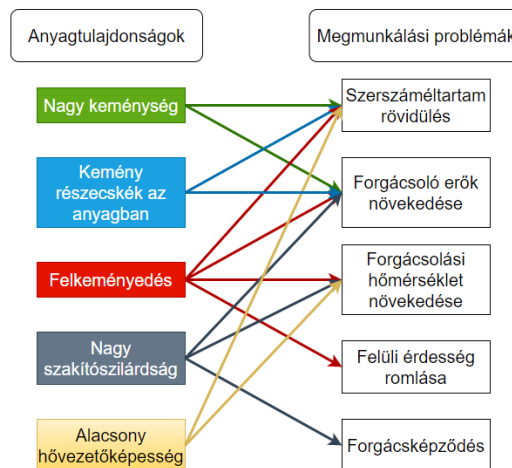 Anyagtulajdonságok
Megmunkálási problémák
Nagy keménység
Kemény
részecskék az
anyagban
Felkeményedés
Nagy
szakítószilárdság
Alacsony
hővezetőképesség
Szerszáméltartam
rövidülés
Forgácsoló erők
növekedése
Forgácsolási
hőmérséklet
növekedése
Felüli érdesség
romlása
Forgácsképződés